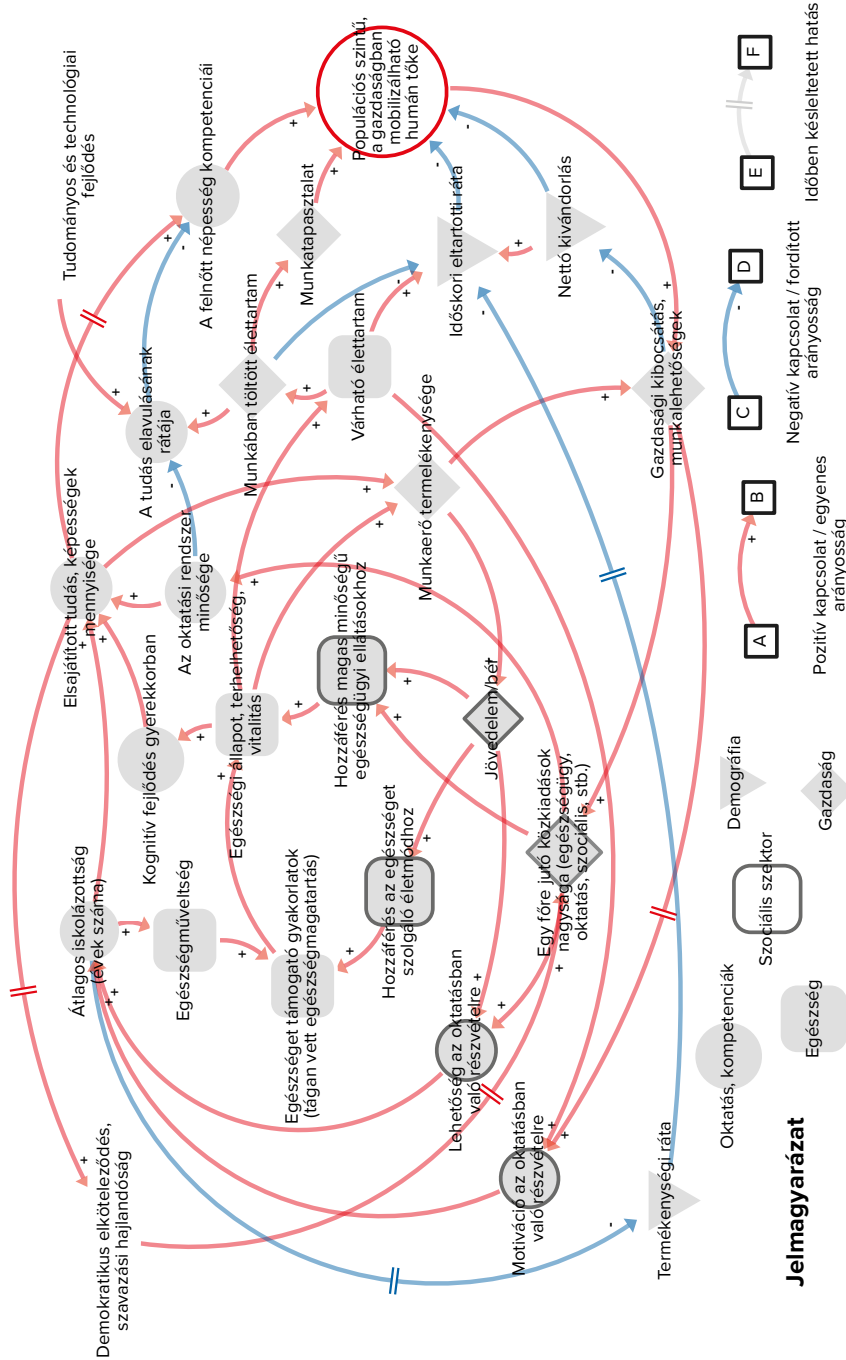 Demokratikus elköteleződés,
szavazási hajlandóság
Átlagos iskolázottság
(évek száma)
Elsajátított tudás, képességek
mennyisége
Tudományos és technológiai
fejlődés
Kognitív fejlődés gyerekkorban
Az oktatási rendszer
minősége
A tudás elavulásának
rátája
A felnőtt népesség kompetenciái
Egészségműveltség
Egészségi állapot, terhelhetőség,
vitalitás
Munkában töltött élettartam
Munkatapasztalat
Populációs szintű,
a gazdaságban
mobilizálható
humán tőke
Egészséget támogató gyakorlatok
(tágan vett egészségmagatartás)
Hozzáférés magas minőségű
egészségügyi ellátásokhoz
Várható élettartam
Hozzáférés az egészséget
szolgáló életmódhoz
Munkaerő termelékenysége
Időskori eltartotti ráta
Lehetőség az oktatásban
való részvételre
Jövedelem/bér
Nettó kivándorlás
Motiváció az oktatásban
való részvételre
Egy főre jutó közkiadások
nagysága (egészségügy,
oktatás, szociális, stb.)
Gazdasági kibocsátás,
munkalehetőségek
Termékenységi ráta
Jelmagyarázat
Oktatás, kompetenciák
Egészség
Szociális szektor
Demográfia
Gazdaság
A
+
B
Pozitív kapcsolat / egyenes
arányosság
C
-
D
Negatív kapcsolat / fordított
arányosság
E
F
Időben késleltetett hatás